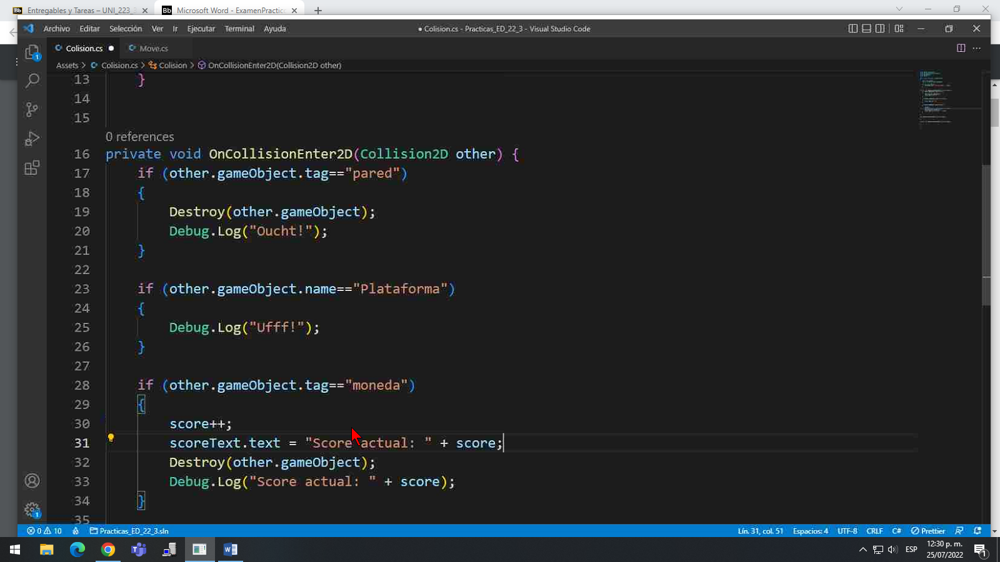 Entregables y Tareas – UNI_223_
Microsoft Word - ExamenPractico
Archivo Editar Selección Ver Ir Ejecutar Terminal Ayuda
● Colision.cs - Practicas_ED_22_3 - Visual Studio Code
Colision.cs ● Move.cs
Assets > Colision.cs > Colision > OnCollisionEnter2D(Collision2D other)
13 }
14
15
0 references
16 private void OnCollisionEnter2D(Collision2D other) {
17 if (other.gameObject.tag=="pared")
18 {
19 Destroy(other.gameObject);
20 Debug.Log("Oucht!");
21 }
22
23 if (other.gameObject.name=="Plataforma")
24 {
25 Debug.Log("Ufff!");
26 }
27
28 if (other.gameObject.tag=="moneda")
29 {
30 score++;
31 scoreText.text = "Score actual: " + score;
32 Destroy(other.gameObject);
33 Debug.Log("Score actual: " + score);
34 }
35
0 10 Practicas_ED_22_3.sln
Lín. 31, col. 51 Espacios: 4 UTF-8 CRLF C# Prettier
ESP
12:30 p. m.
25/07/2022
1